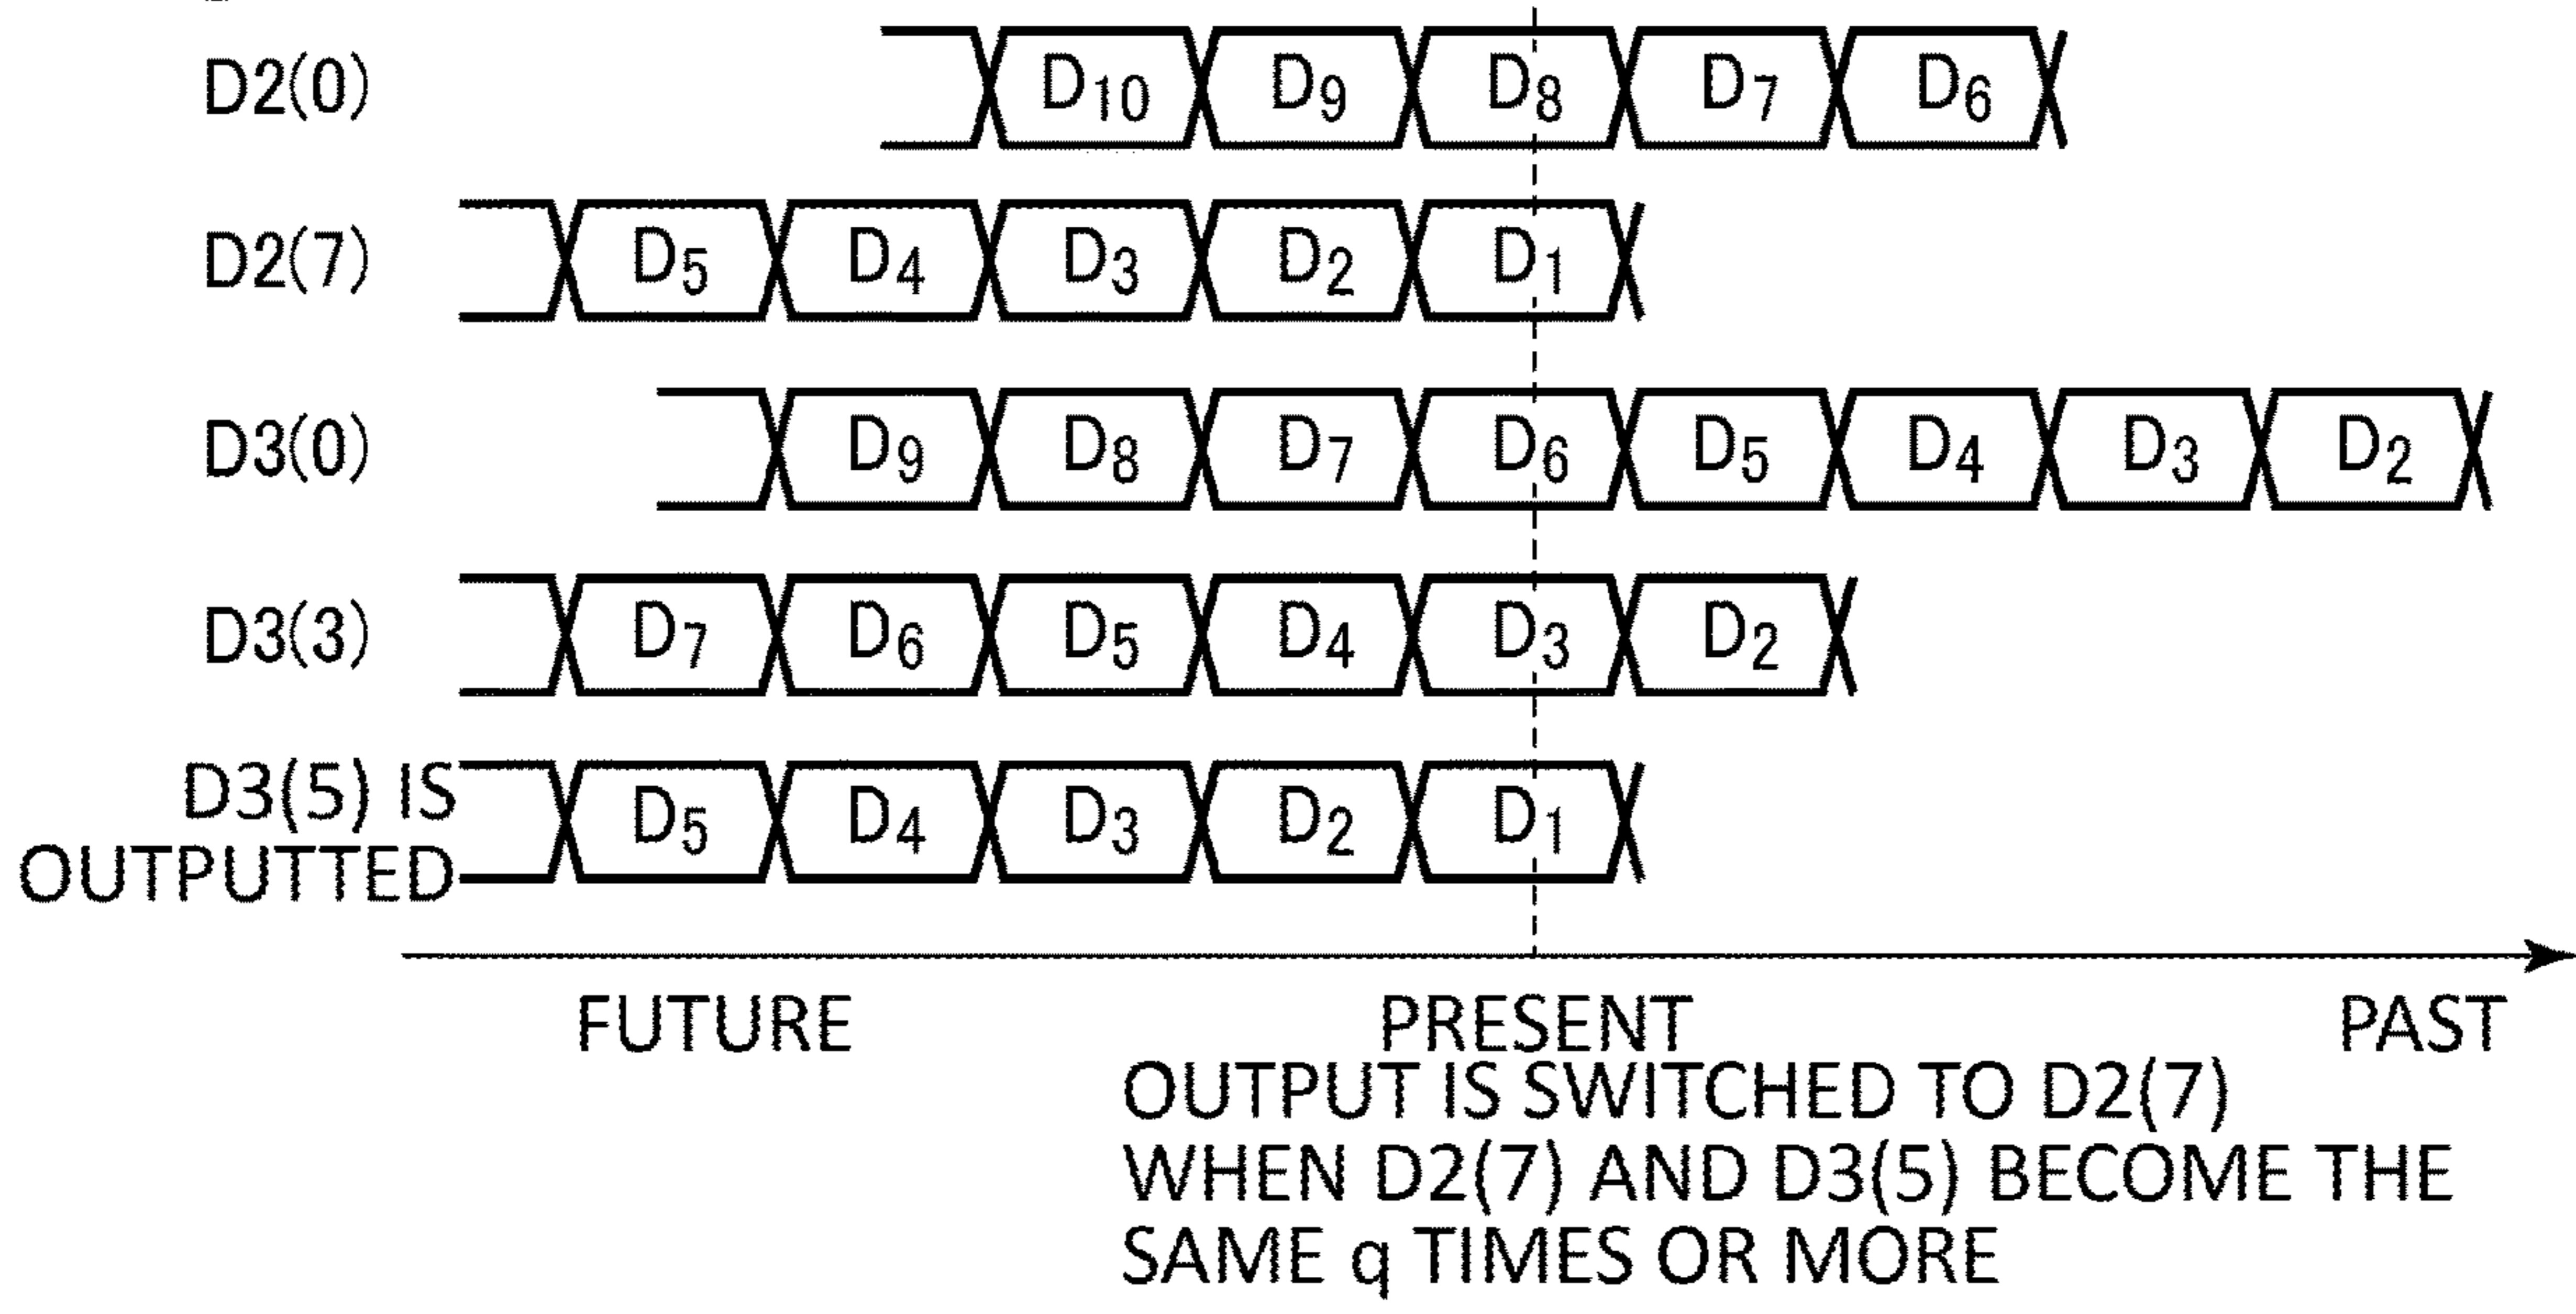 D2(0) D10 D9 D8 D7 D6
D2(7) D5 D4 D3 D2 D1
D3(0) D9 D8 D7 D6 D5 D4 D3 D2
D3(3) D7 D6 D5 D4 D3 D2
D3(5) IS
OUTPUTTED D5 D4 D3 D2 D1
FUTURE PRESENT PAST
OUTPUT IS SWITCHED TO D2(7)
WHEN D2(7) AND D3(5) BECOME THE
SAME q TIMES OR MORE